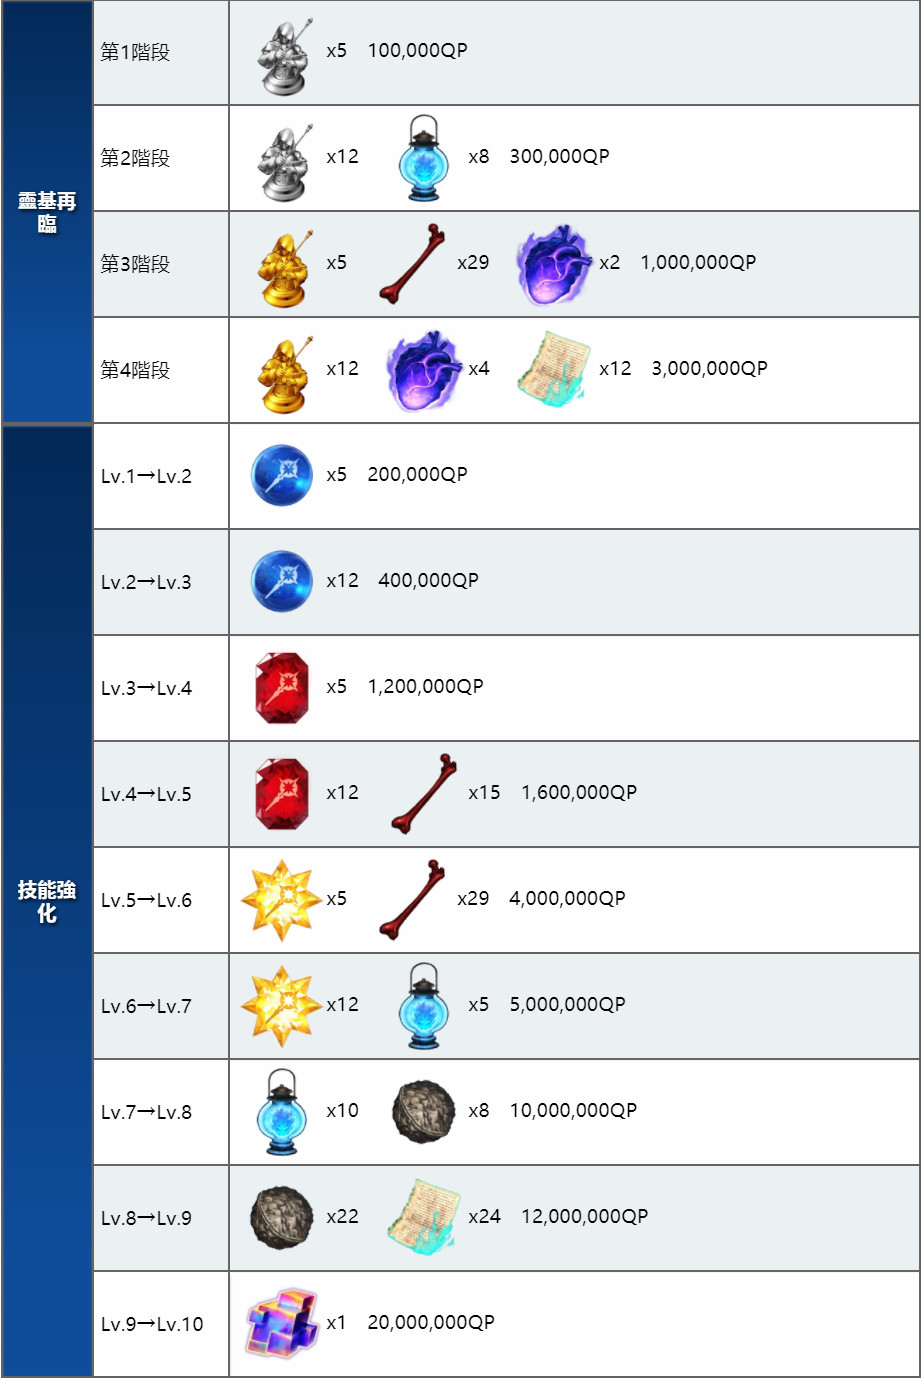 靈基再
臨
第1階段 x5 100,000QP
第2階段 x12 x8 300,000QP
第3階段 x5 x29 x2 1,000,000QP
第4階段 x12 x4 x12 3,000,000QP
技能強
化
Lv.1→Lv.2 x5 200,000QP
Lv.2→Lv.3 x12 400,000QP
Lv.3→Lv.4 x5 1,200,000QP
Lv.4→Lv.5 x12 x15 1,600,000QP
Lv.5→Lv.6 x5 x29 4,000,000QP
Lv.6→Lv.7 x12 x5 5,000,000QP
Lv.7→Lv.8 x10 x8 10,000,000QP
Lv.8→Lv.9 x22 x24 12,000,000QP
Lv.9→Lv.10 x1 20,000,000QP